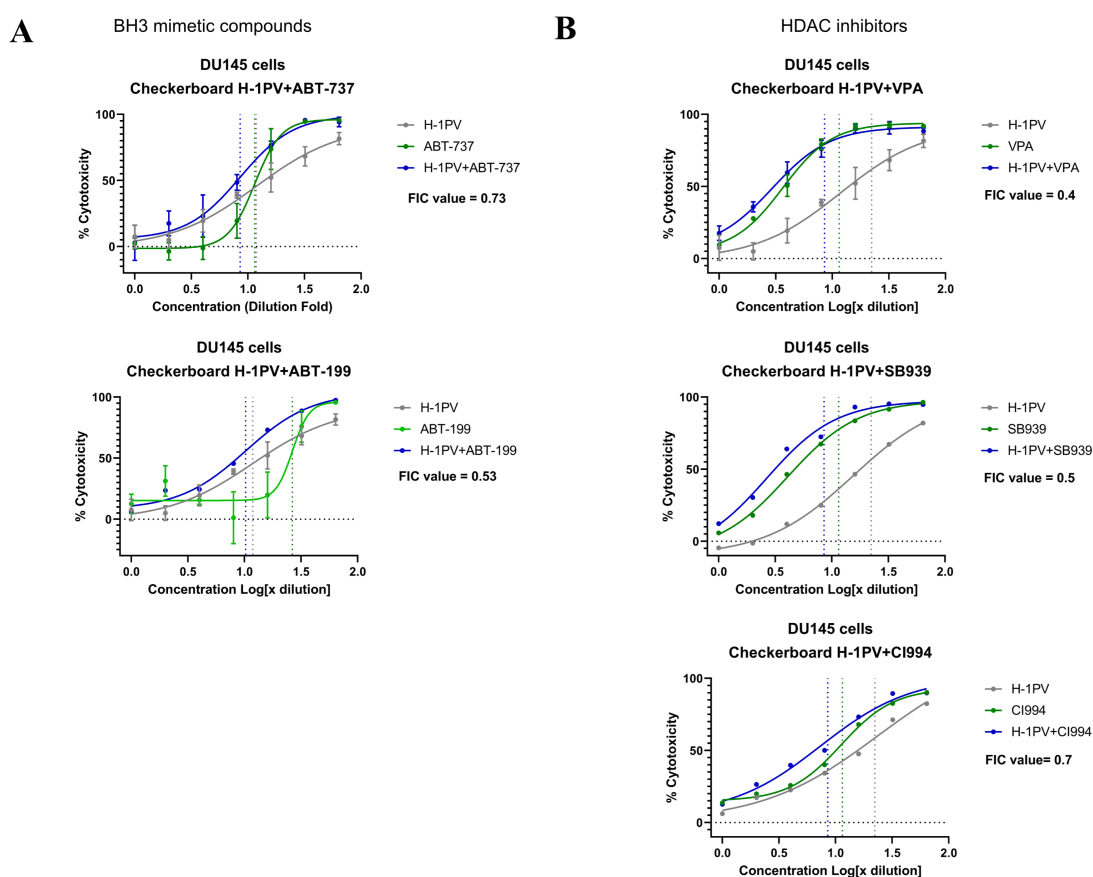 A
BH3 mimetic compounds
DU145 cells
Checkerboard H-1PV+ABT-737
% Cytotoxicity
100
50
0
0.0 0.5 1.0 1.5 2.0
Concentration (Dilution Fold)
H-1PV
ABT-737
H-1PV+ABT-737
FIC value = 0.73
DU145 cells
Checkerboard H-1PV+ABT-199
% Cytotoxicity
100
50
0
0.0 0.5 1.0 1.5 2.0
Concentration Log[x dilution]
H-1PV
ABT-199
H-1PV+ABT-199
FIC value = 0.53
B
HDAC inhibitors
DU145 cells
Checkerboard H-1PV+VPA
% Cytotoxicity
100
50
0
0.0 0.5 1.0 1.5 2.0
Concentration Log[x dilution]
H-1PV
VPA
H-1PV+VPA
FIC value = 0.4
DU145 cells
Checkerboard H-1PV+SB939
% Cytotoxicity
100
50
0
0.0 0.5 1.0 1.5 2.0
Concentration Log[x dilution]
H-1PV
SB939
H-1PV+SB939
FIC value = 0.5
DU145 cells
Checkerboard H-1PV+CI994
% Cytotoxicity
100
50
0
0.0 0.5 1.0 1.5 2.0
Concentration Log[x dilution]
H-1PV
CI994
H-1PV+CI994
FIC value= 0.7